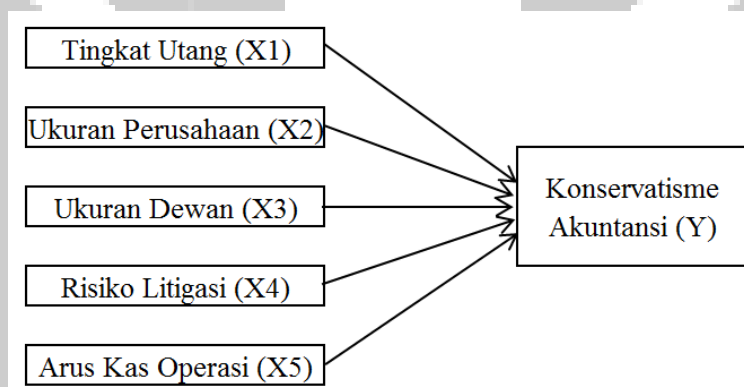 Tingkat Utang (X1)
Ukuran Perusahaan (X2)
Ukuran Dewan (X3)
Risiko Litigasi (X4)
Arus Kas Operasi (X5)
Konservatisme
Akuntansi (Y)